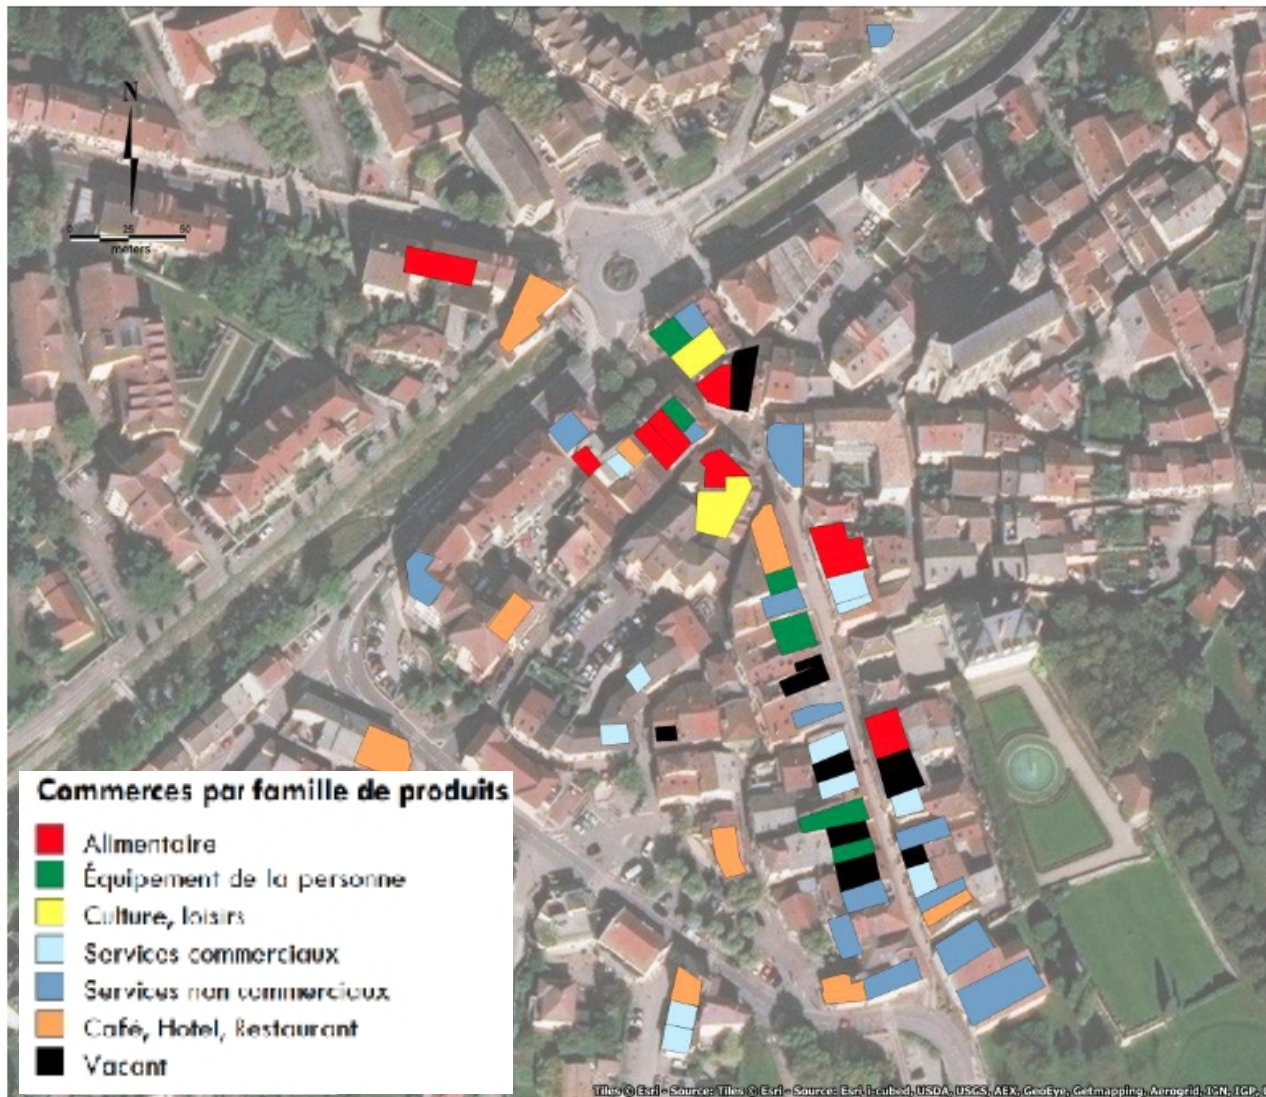 N
0 25 50
meters
Commerces par famille de produits
Alimentaire
Équipement de la personne
Culture, loisirs
Services commerciaux
Services non commerciaux
Café, Hotel, Restaurant
Vacant
Tiles © Esri - Source: Tiles © Esri - Source: Esri, i-cubed, USDA, USGS, AEX, GeoEye, Getmapping, Aerogrid, IGN, IGP,